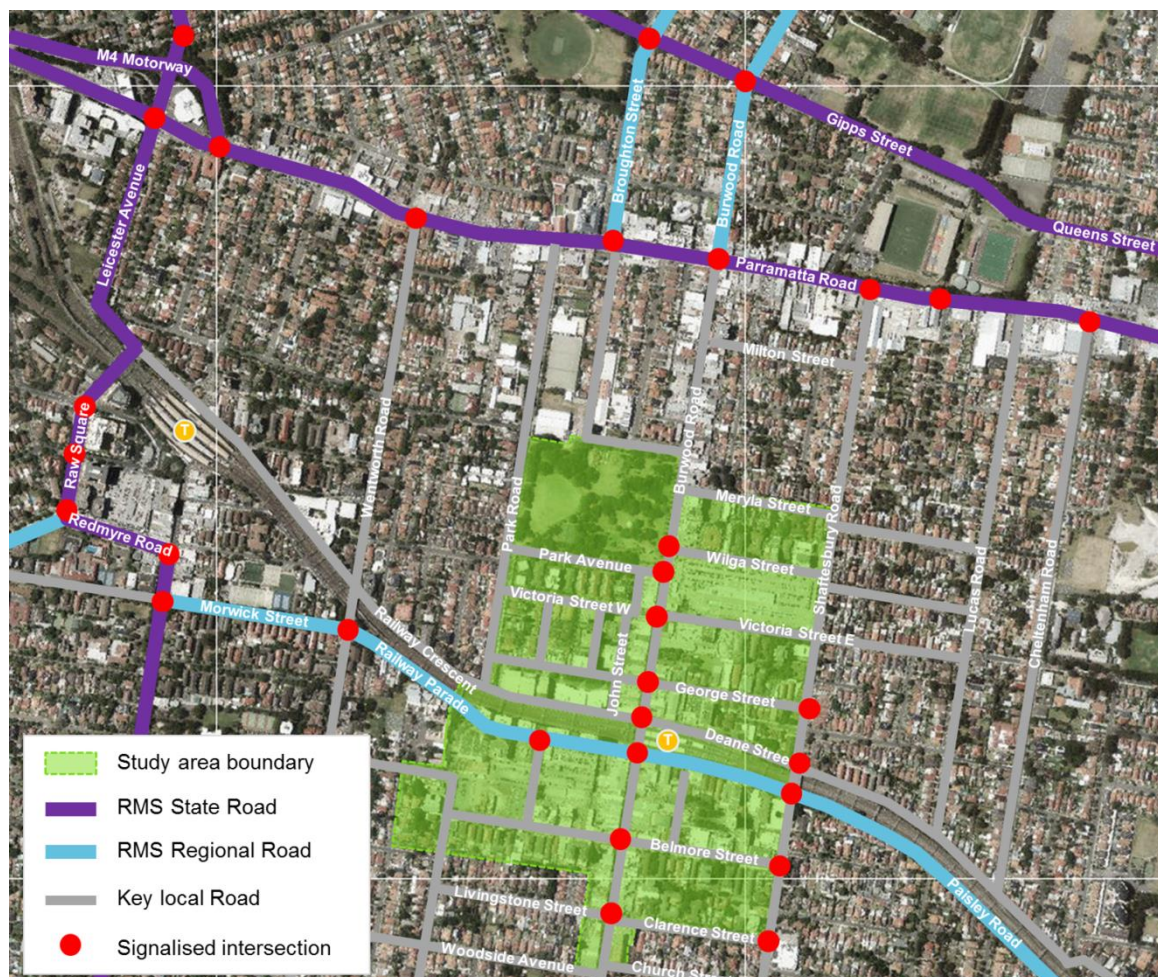 M4 Motorway
Leicester Avenue
Broughton Street
Burwood Road
Gipps Street
Queens Street
Parramatta Road
Milton Street
Wentworth Road
Raw Square
T
Redmyre Road
Park Road
Burwood Road
Meryla Street
Shaftesbury Road
Lucas Road
Cheltenham Road
Park Avenue
Wilga Street
Victoria Street W
Victoria Street E
Morwick Street
Railway Crescent
Railway Parade
John Street
George Street
T
Deane Stree
Belmore Street
Livingstone Street
Clarence Street
Paisley Road
Woodside Avenue
Church Str
Study area boundary
RMS State Road
RMS Regional Road
Key local Road
Signalised intersection